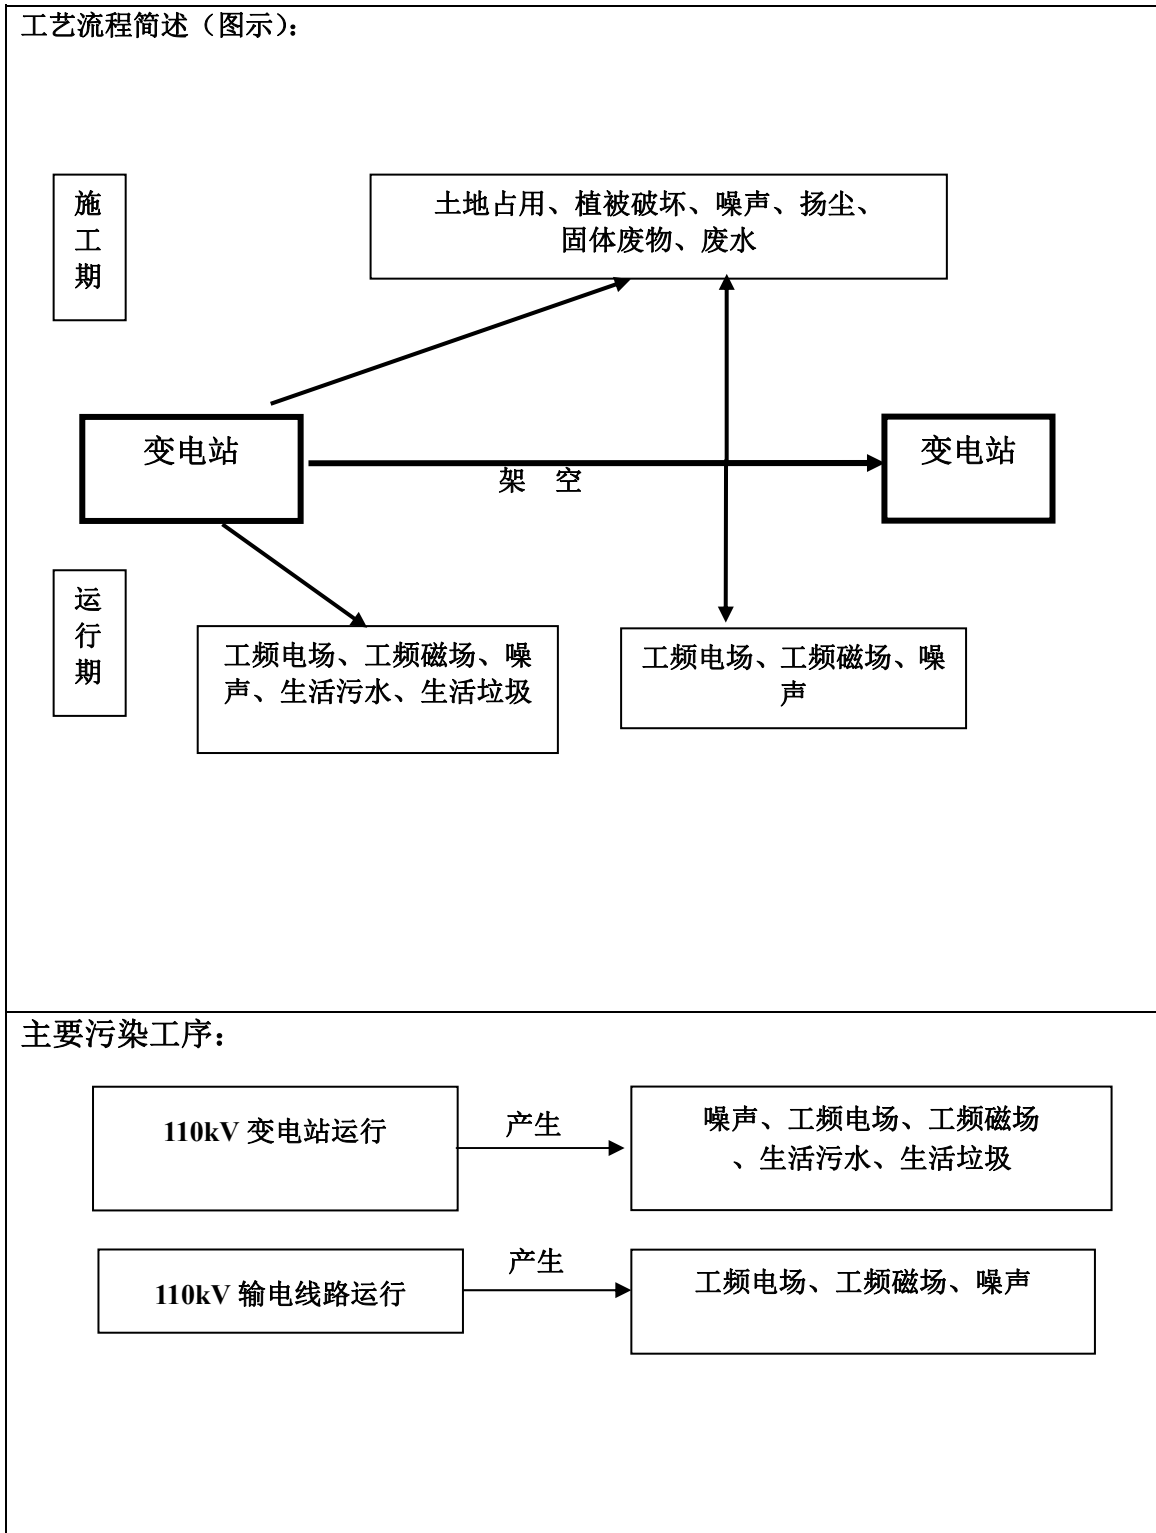 工艺流程简述（图示）：
施
工
期
土地占用、植被破坏、噪声、扬尘、
固体废物、废水
变电站
架 空
变电站
运
行
期
工频电场、工频磁场、噪
声、生活污水、生活垃圾
工频电场、工频磁场、噪
声
主要污染工序：
110kV 变电站运行
产生
噪声、工频电场、工频磁场
、生活污水、生活垃圾
110kV 输电线路运行
产生
工频电场、工频磁场、噪声